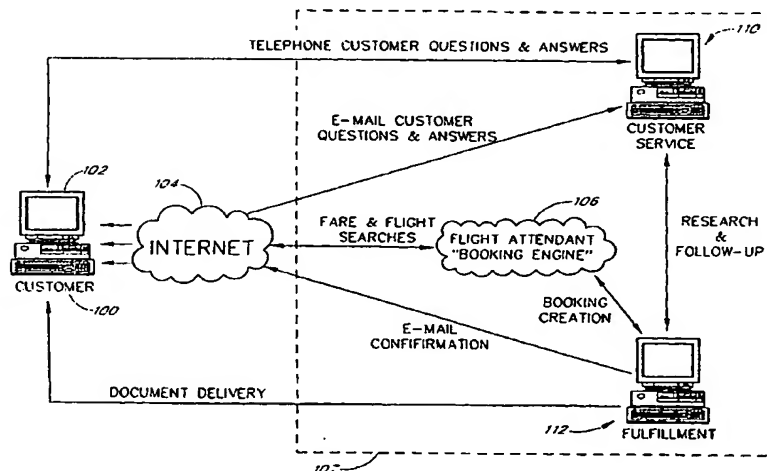 TELEPHONE CUSTOMER QUESTIONS & ANSWERS
110
E-MAIL CUSTOMER
QUESTIONS & ANSWERS
CUSTOMER
SERVICE
102
104
106
INTERNET
FARE & FLIGHT
SEARCHES
FLIGHT ATTENDANT
"BOOKING ENGINE"
RESEARCH
&
FOLLOW-UP
CUSTOMER
100
BOOKING
CREATION
E-MAIL
CONFIFIRMATION
DOCUMENT DELIVERY
112
FULFILLMENT